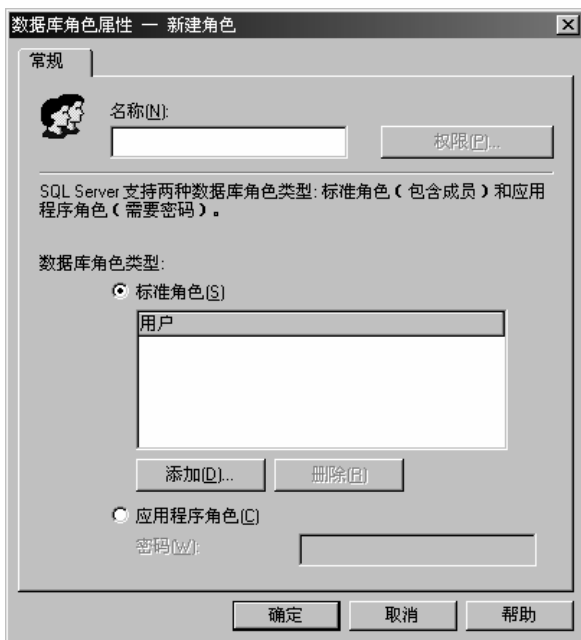 数据库角色属性 — 新建角色
常规
名称(N):
权限(P)...
SQL Server 支持两种数据库角色类型: 标准角色（包含成员）和应用
程序角色（需要密码）。
数据库角色类型:
标准角色(S)
用户
添加(D)...
删除(R)
应用程序角色(C)
密码(W):
确定
取消
帮助